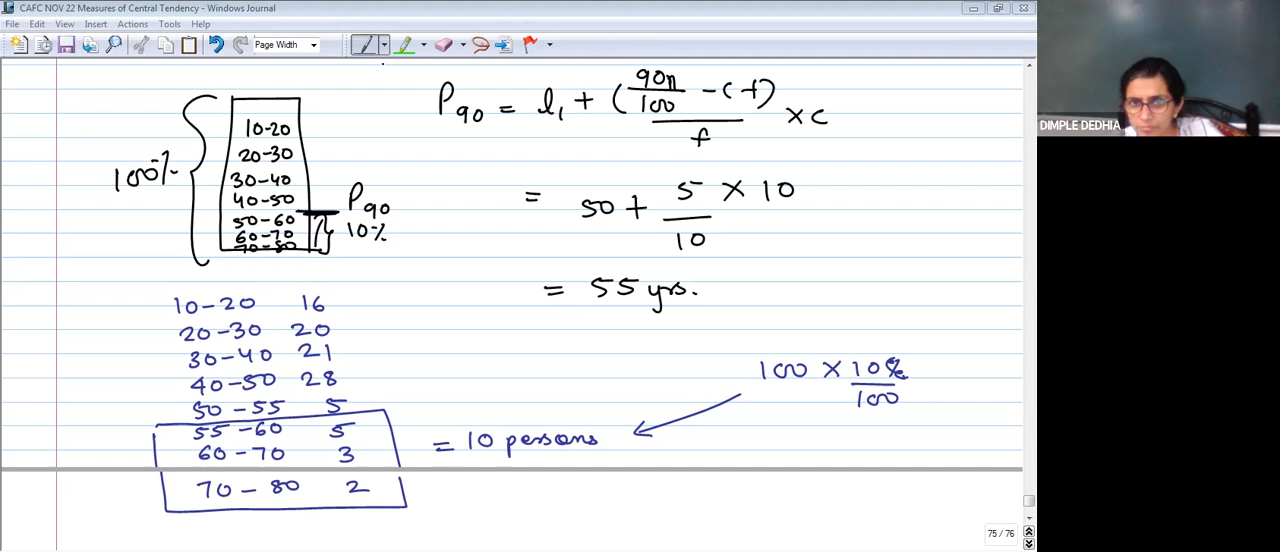 CAFC NOV 22 Measures of Central Tendency - Windows Journal
File Edit View Insert Actions Tools Help
Page Width
P90 = l1 + (90n/100 - cf)/f × c
100%
10-20
20-30
30-40
40-50
50-60
60-70
70-80
P90
10%
= 50 + 5/10 × 10
= 55 yrs.
10-20 16
20-30 20
30-40 21
40-50 28
50-55 5
55-60 5
60-70 3
70-80 2
= 10 persons
100 × 10%/100
75 / 76
DIMPLE DEDHIA